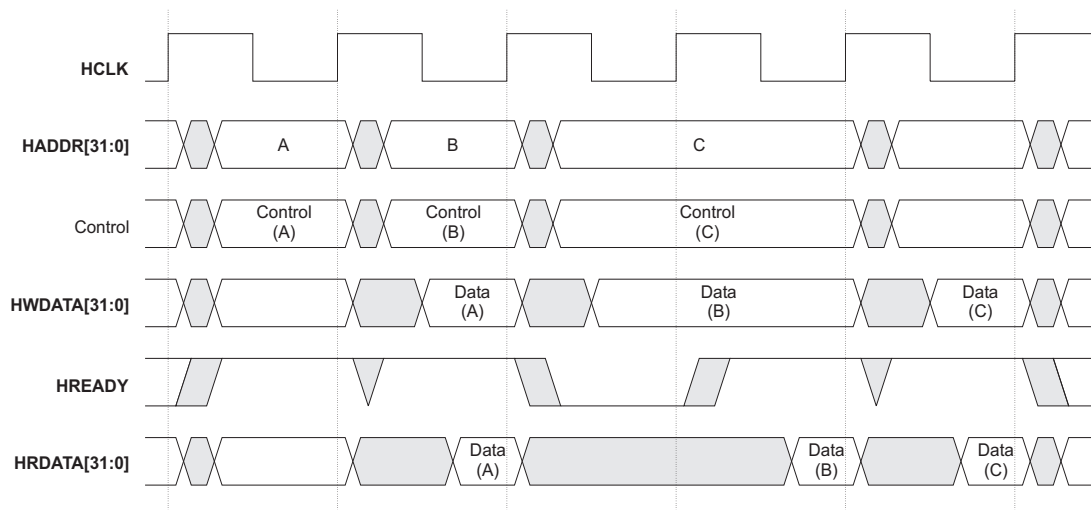 HCLK
HADDR[31:0]
A
B
C
Control
Control
(A)
Control
(B)
Control
(C)
HWDATA[31:0]
Data
(A)
Data
(B)
Data
(C)
HREADY
HRDATA[31:0]
Data
(A)
Data
(B)
Data
(C)